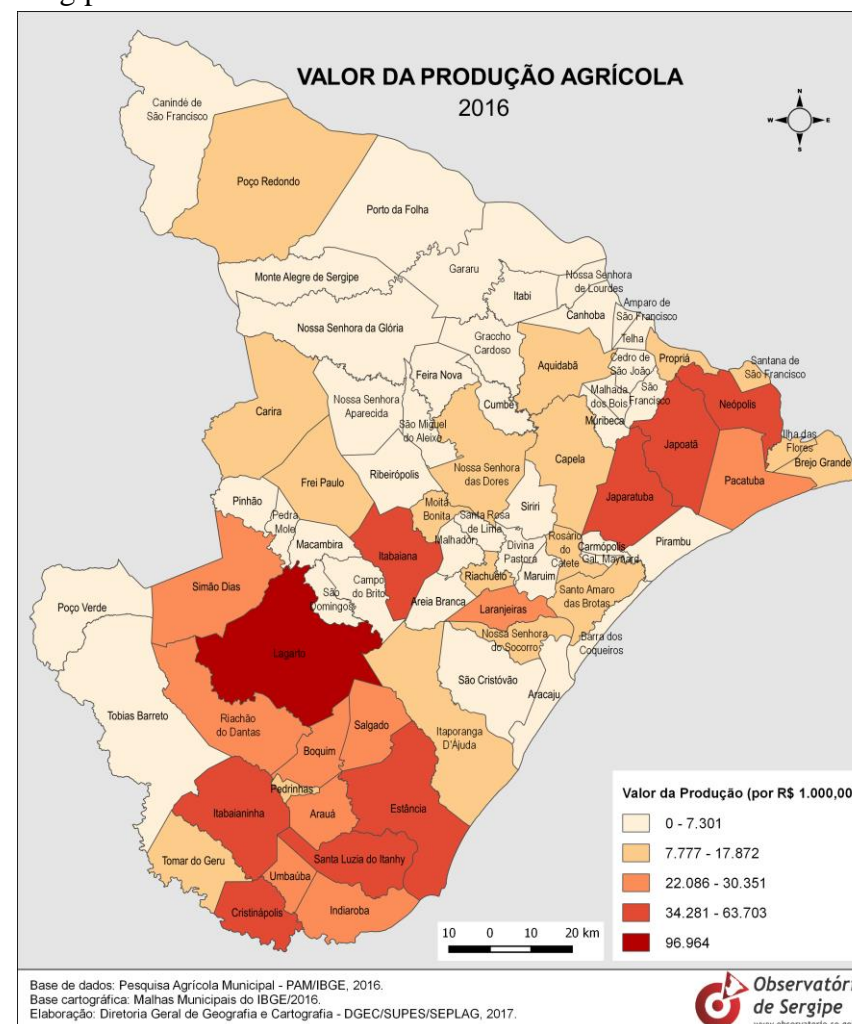 VALOR DA PRODUÇÃO AGRÍCOLA
2016
N
W E
S
Canindé de
São Francisco
Poço Redondo
Porto da Folha
Monte Alegre de Sergipe
Gararu
Nossa Senhora
de Lourdes
Itabi
Canhoba
Amparo de
São Francisco
Nossa Senhora da Glória
Graccho
Cardoso
Telha
Feira Nova
Aquidabã
Cedro de
São João
Propriá
Santana de
São Francisco
Carira
Nossa Senhora
Aparecida
São Miguel
do Aleixo
Cumbe
Malhada
dos Bois
São
Francisco
Neópolis
Muribeca
Japoatã
Ilha das
Flores
Brejo Grande
Frei Paulo
Ribeirópolis
Nossa Senhora
das Dores
Capela
Pacatuba
Japaratuba
Pinhão
Pedra
Mole
Moita
Bonita
Siriri
Santa Rosa
de Lima
Macambira
Itabaiana
Malhador
Divina
Pastora
Rosário
do
Catete
Carmópolis
Gal. Maynard
Pirambu
Simão Dias
São
Domingos
Campo
do Brito
Riachuelo
Maruim
Areia Branca
Santo Amaro
das Brotas
Laranjeiras
Poço Verde
Lagarto
Nossa Senhora
do Socorro
Barra dos
Coqueiros
São Cristóvão
Aracaju
Tobias Barreto
Riachão
do Dantas
Salgado
Itaporanga
D'Ájuda
Boquim
Pedrinhas
Itabaianinha
Arauá
Estância
Santa Luzia do Itanhy
Tomar do Geru
Umbaúba
Cristinápolis
Indiaroba
Valor da Produção (por R$ 1.000,00
0 - 7.301
7.777 - 17.872
22.086 - 30.351
34.281 - 63.703
96.964
10 0 10 20 km
Base de dados: Pesquisa Agrícola Municipal - PAM/IBGE, 2016.
Base cartográfica: Malhas Municipais do IBGE/2016.
Elaboração: Diretoria Geral de Geografia e Cartografia - DGEC/SUPES/SEPLAG, 2017.
Observatóri
de Sergipe